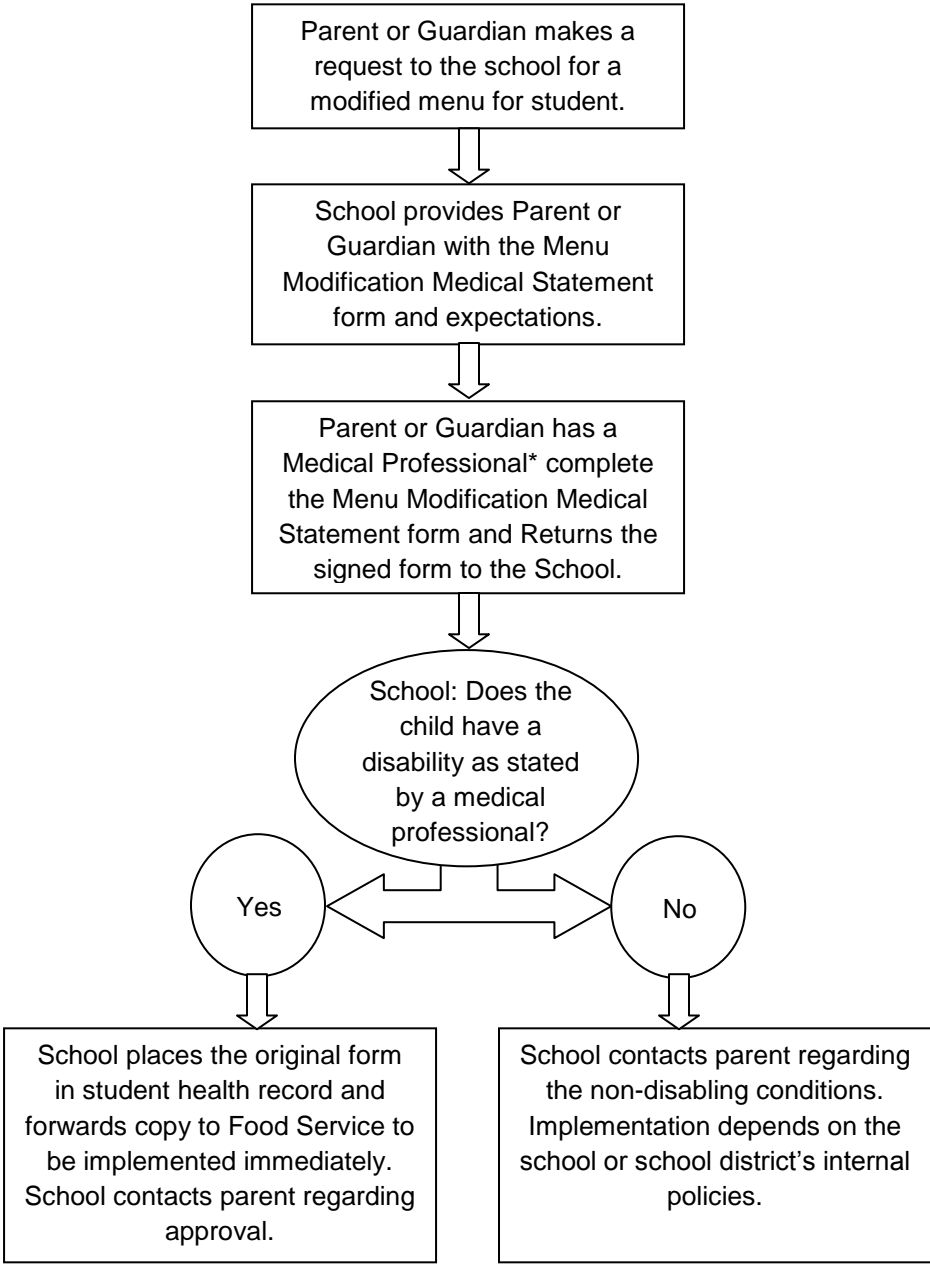 Parent or Guardian makes a
request to the school for a
modified menu for student.
School provides Parent or
Guardian with the Menu
Modification Medical Statement
form and expectations.
Parent or Guardian has a
Medical Professional* complete
the Menu Modification Medical
Statement form and Returns the
signed form to the School.
School: Does the
child have a
disability as stated
by a medical
professional?
Yes
No
School places the original form
in student health record and
forwards copy to Food Service to
be implemented immediately.
School contacts parent regarding
approval.
School contacts parent regarding
the non-disabling conditions.
Implementation depends on the
school or school district's internal
policies.